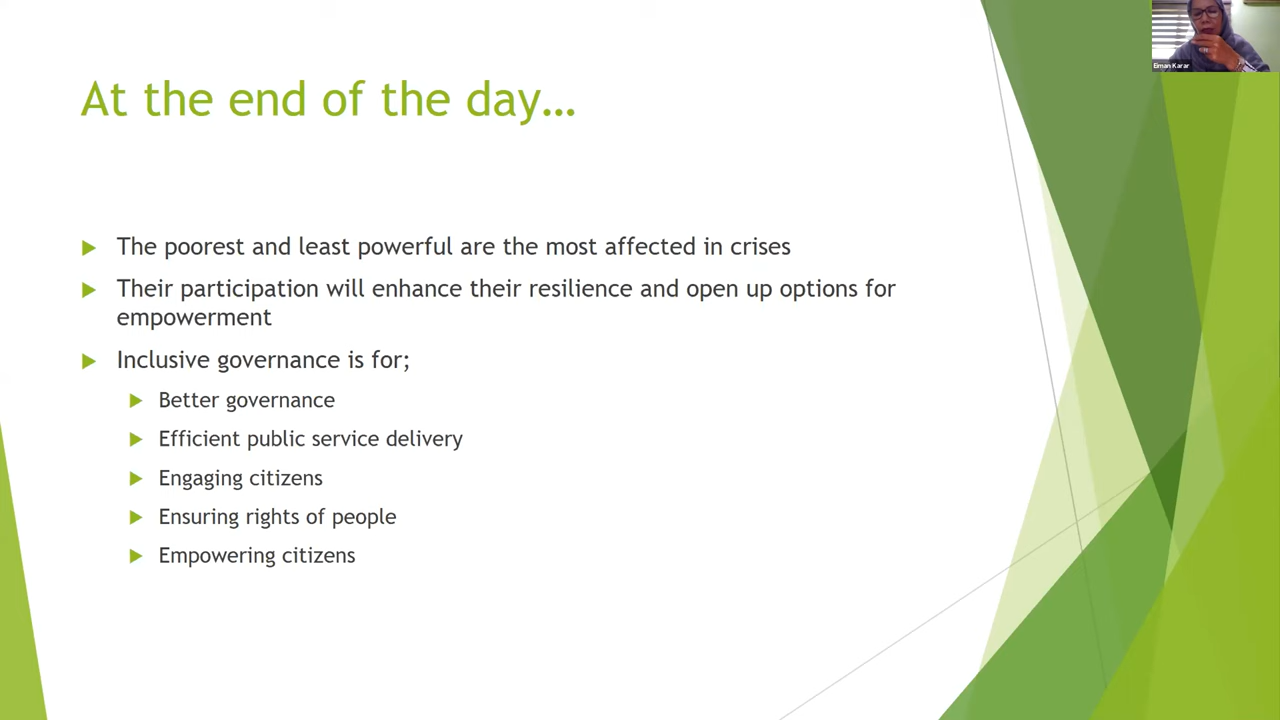 Eiman Karar
At the end of the day…
The poorest and least powerful are the most affected in crises
Their participation will enhance their resilience and open up options for
empowerment
Inclusive governance is for;
Better governance
Efficient public service delivery
Engaging citizens
Ensuring rights of people
Empowering citizens